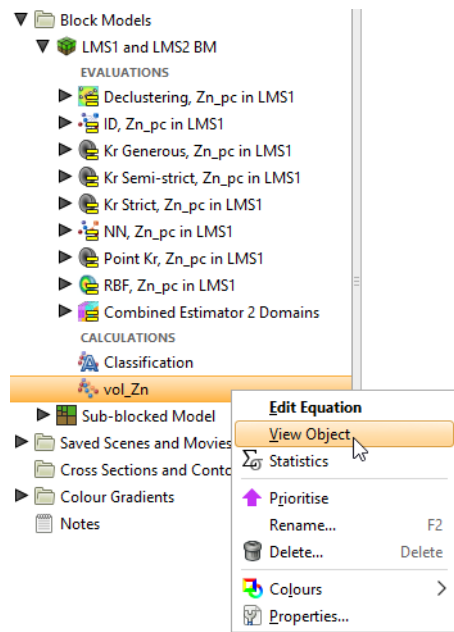 Block Models
LMS1 and LMS2 BM
EVALUATIONS
Declustering, Zn_pc in LMS1
ID, Zn_pc in LMS1
Kr Generous, Zn_pc in LMS1
Kr Semi-strict, Zn_pc in LMS1
Kr Strict, Zn_pc in LMS1
NN, Zn_pc in LMS1
Point Kr, Zn_pc in LMS1
RBF, Zn_pc in LMS1
Combined Estimator 2 Domains
CALCULATIONS
Classification
vol_Zn
Sub-blocked Model
Saved Scenes and Movies
Cross Sections and Conto
Colour Gradients
Notes
Edit Equation
View Object
Statistics
Prioritise
Rename... F2
Delete... Delete
Colours
Properties...